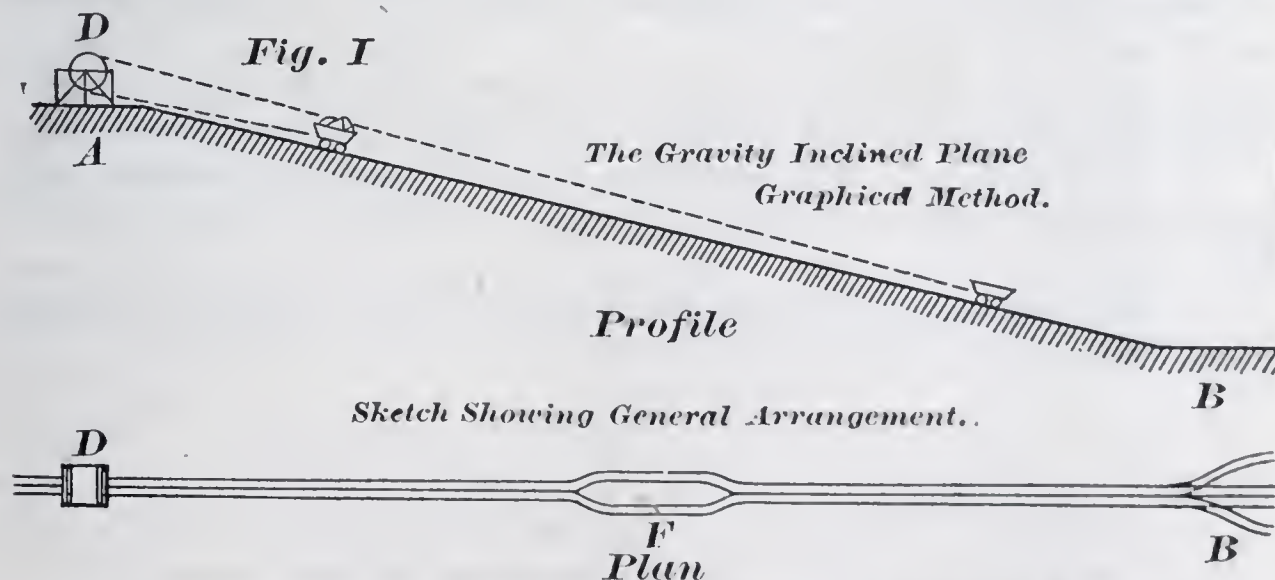 D
Fig. I
A
The Gravity Inclined Plane
Graphical Method.
Profile
B
Sketch Showing General Arrangement..
D
F
B
Plan